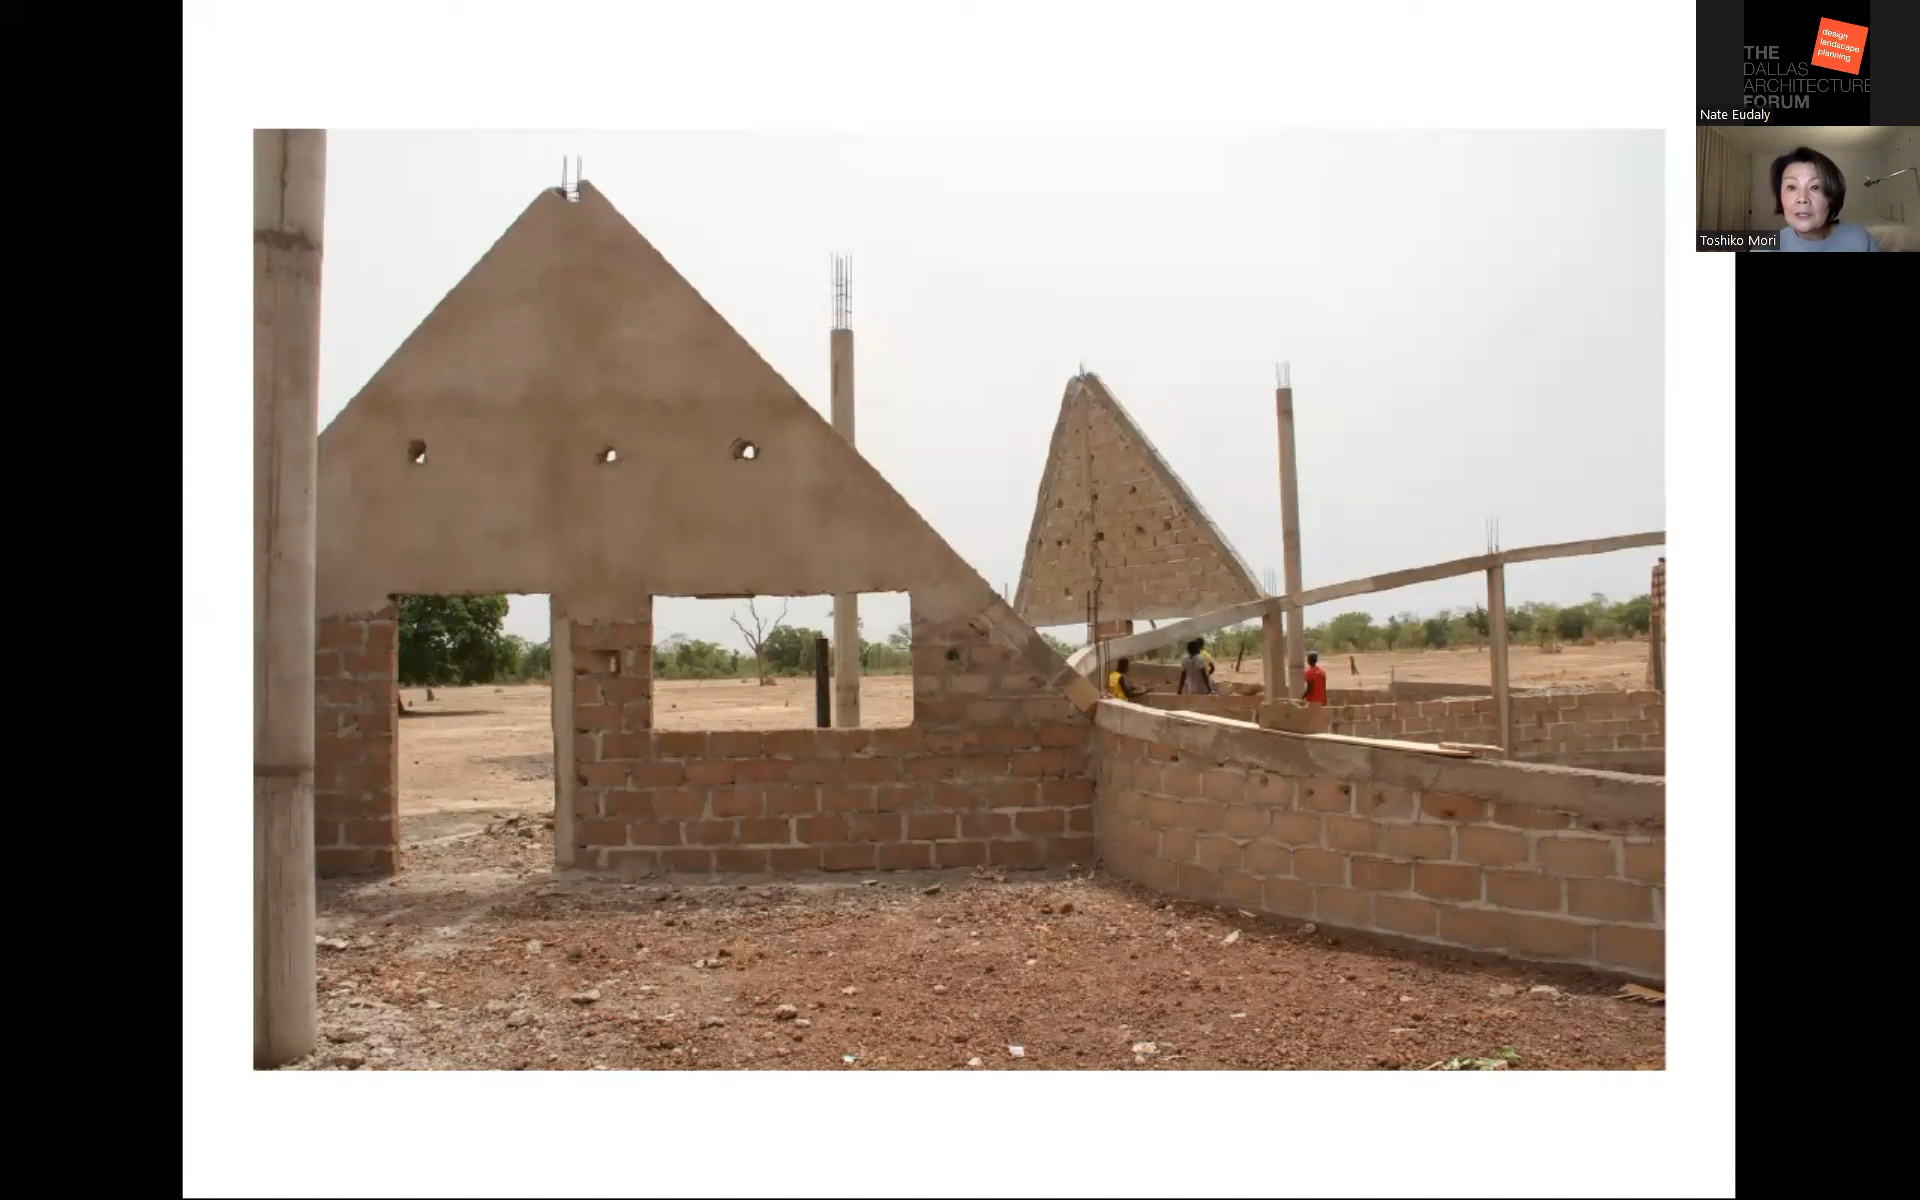 design
landscape
planning
THE
DALLAS
ARCHITECTURE
FORUM
Nate Eudaly
Toshiko Mori